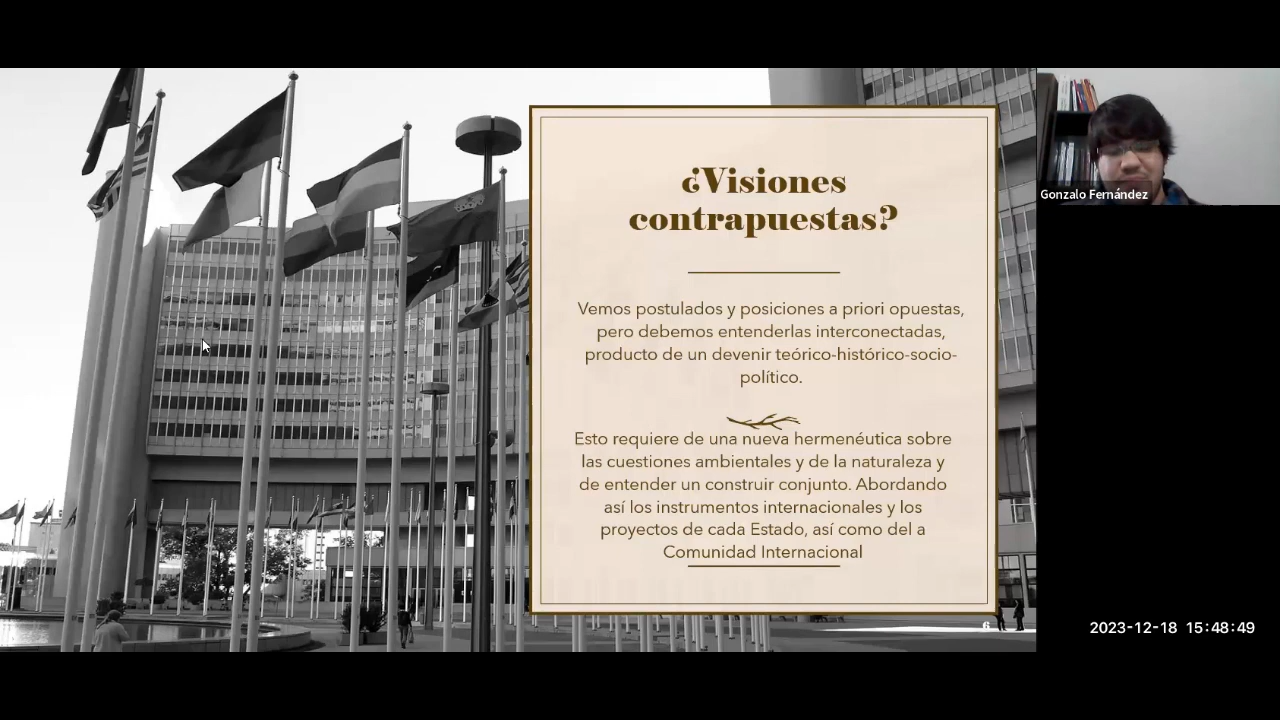 ¿Visiones
contrapuestas?
Vemos postulados y posiciones a priori opuestas,
pero debemos entenderlas interconectadas,
producto de un devenir teórico-histórico-socio-
político.
Esto requiere de una nueva hermenéutica sobre
las cuestiones ambientales y de la naturaleza y
de entender un construir conjunto. Abordando
así los instrumentos internacionales y los
proyectos de cada Estado, así como del a
Comunidad Internacional
6
Gonzalo Fernández
2023-12-18 15:48:49